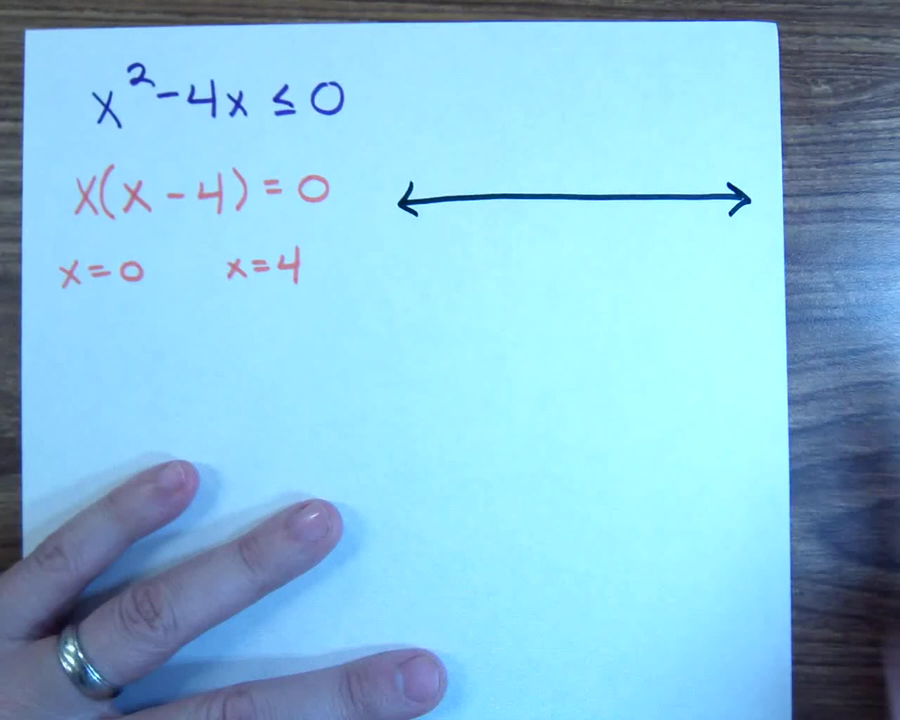 x² - 4x ≤ 0
x(x - 4) = 0
x = 0 x = 4